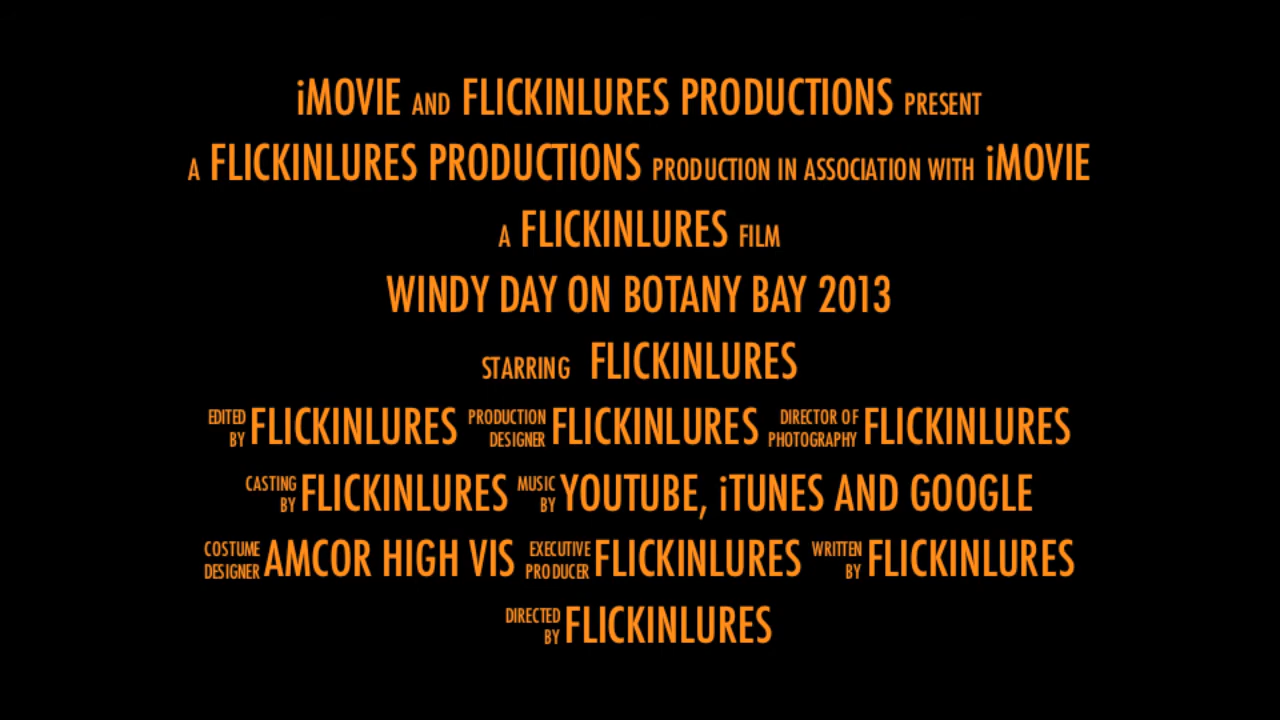 iMOVIE AND FLICKINLURES PRODUCTIONS PRESENT
A FLICKINLURES PRODUCTIONS PRODUCTION IN ASSOCIATION WITH iMOVIE
A FLICKINLURES FILM
WINDY DAY ON BOTANY BAY 2013
STARRING FLICKINLURES
EDITED BY FLICKINLURES PRODUCTION DESIGNER FLICKINLURES DIRECTOR OF PHOTOGRAPHY FLICKINLURES
CASTING BY FLICKINLURES MUSIC BY YOUTUBE, iTUNES AND GOOGLE
COSTUME DESIGNER AMCOR HIGH VIS EXECUTIVE PRODUCER FLICKINLURES WRITTEN BY FLICKINLURES
DIRECTED BY FLICKINLURES